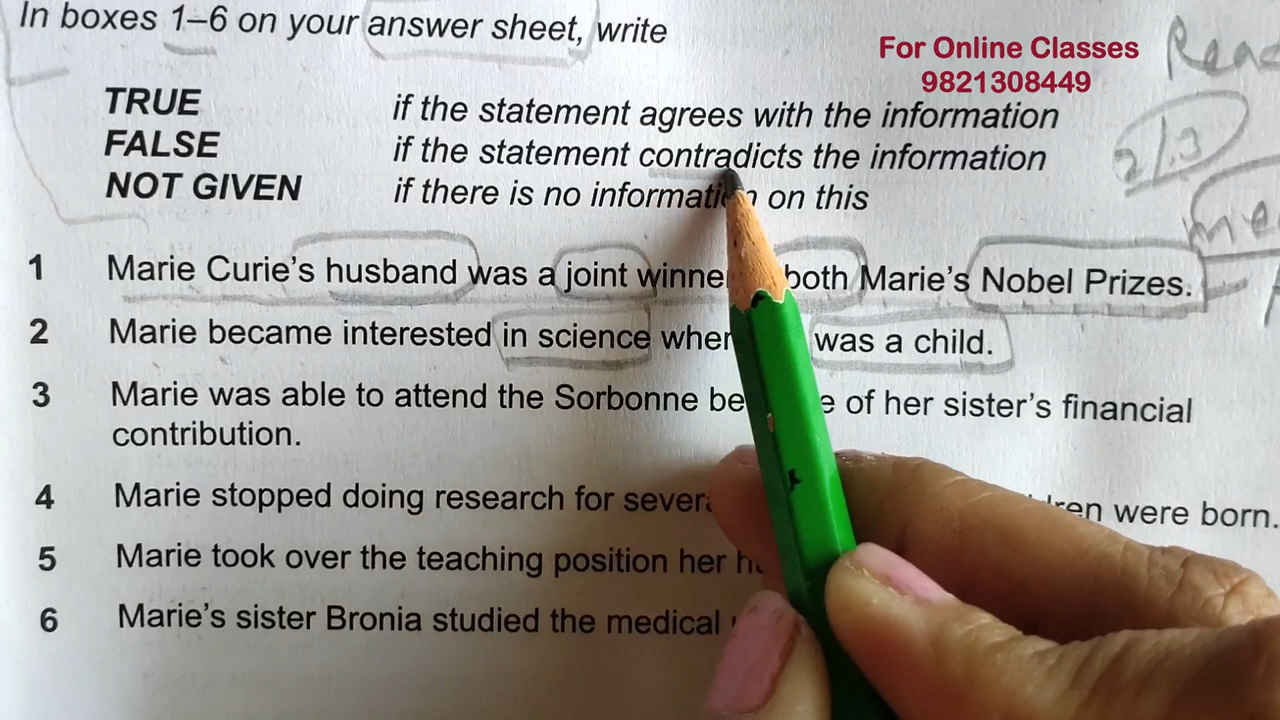 In boxes 1–6 on your answer sheet, write
For Online Classes
9821308449
TRUE if the statement agrees with the information
FALSE if the statement contradicts the information
NOT GIVEN if there is no information on this
1 Marie Curie's husband was a joint winner both Marie's Nobel Prizes.
2 Marie became interested in science when was a child.
3 Marie was able to attend the Sorbonne of her sister's financial
contribution.
4 Marie stopped doing research for were born.
5 Marie took over the teaching position her
6 Marie's sister Bronia studied the medical